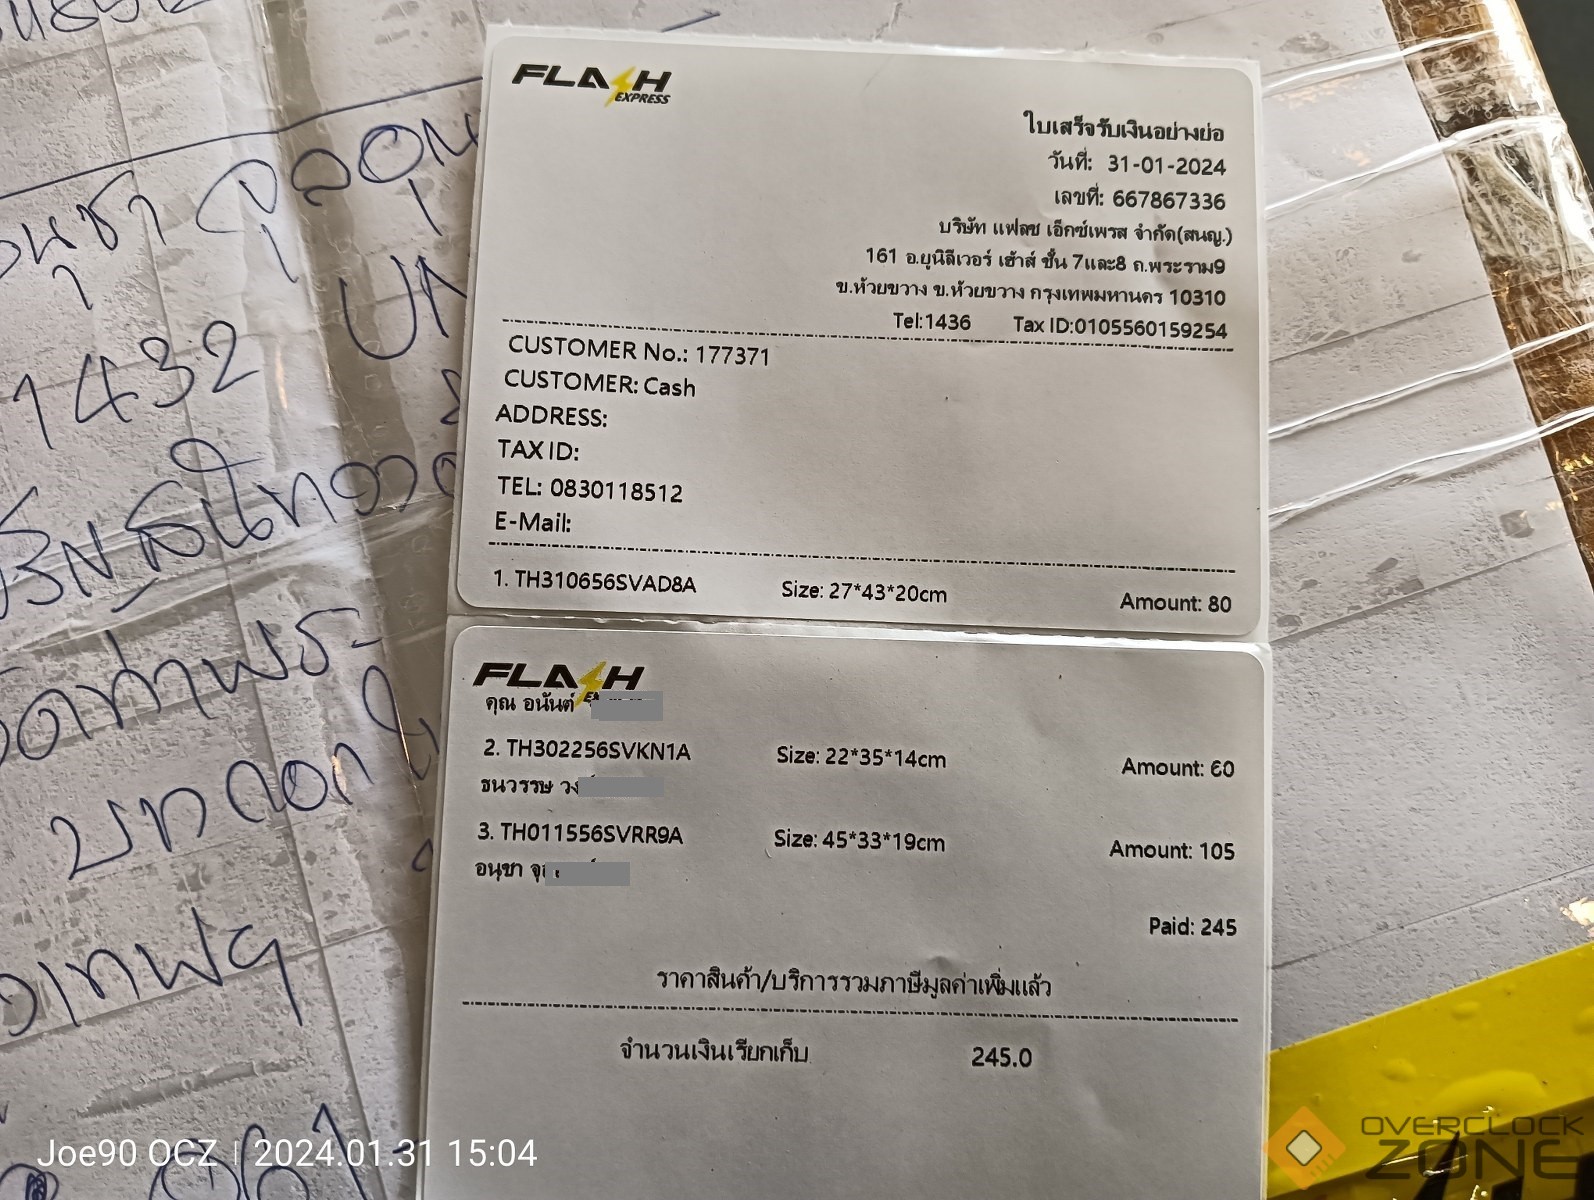 FLASH EXPRESS
ใบเสร็จรับเงินอย่างย่อ
วันที่: 31-01-2024
เลขที่: 667867336
บริษัท แฟลช เอ็กซ์เพรส จำกัด(สนญ.)
161 อ.ยูนิลีเวอร์ เฮ้าส์ ชั้น 7และ8 ถ.พระราม9
ข.ห้วยขวาง ข.ห้วยขวาง กรุงเทพมหานคร 10310
Tel:1436 Tax ID:0105560159254
CUSTOMER No.: 177371
CUSTOMER: Cash
ADDRESS:
TAX ID:
TEL: 0830118512
E-Mail:
1. TH310656SVAD8A Size: 27*43*20cm Amount: 80
FLASH
คุณ อนันต์
2. TH302256SVKN1A Size: 22*35*14cm Amount: 60
ธนวรรษ วง
3. TH011556SVRR9A Size: 45*33*19cm Amount: 105
อนุชา
Paid: 245
ราคาสินค้า/บริการรวมภาษีมูลค่าเพิ่มแล้ว
จำนวนเงินเรียกเก็บ 245.0
1432
Joe90 OCZ | 2024.01.31 15:04
OVERCLOCK
ZONE